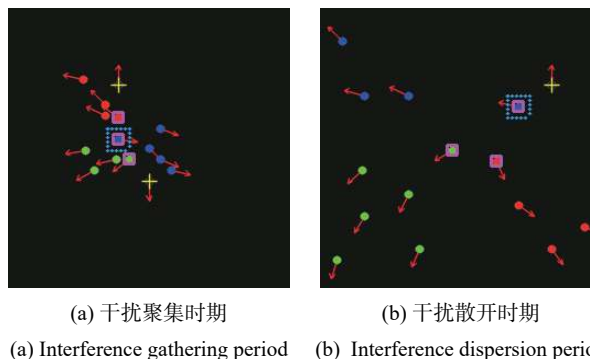 (a) 干扰聚集时期
(b) 干扰散开时期
(a) Interference gathering period
(b) Interference dispersion perio